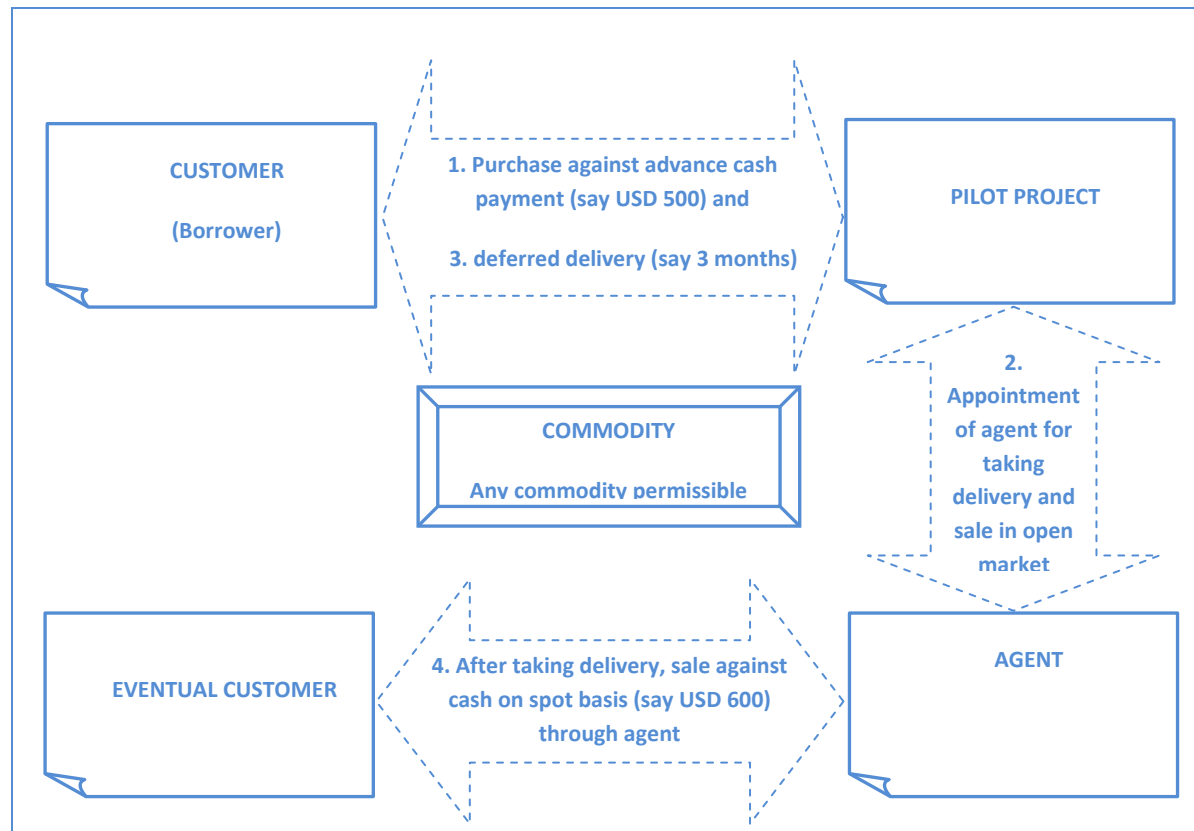 CUSTOMER
(Borrower)
1. Purchase against advance cash
payment (say USD 500) and
3. deferred delivery (say 3 months)
PILOT PROJECT
COMMODITY
Any commodity permissible
2.
Appointment
of agent for
taking
delivery and
sale in open
market
EVENTUAL CUSTOMER
4. After taking delivery, sale against
cash on spot basis (say USD 600)
through agent
AGENT